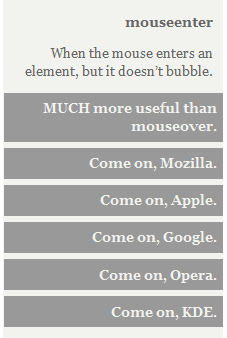 mouseenter
When the mouse enters an
element, but it doesn’t bubble.
MUCH more useful than
mouseover.
Come on, Mozilla.
Come on, Apple.
Come on, Google.
Come on, Opera.
Come on, KDE.